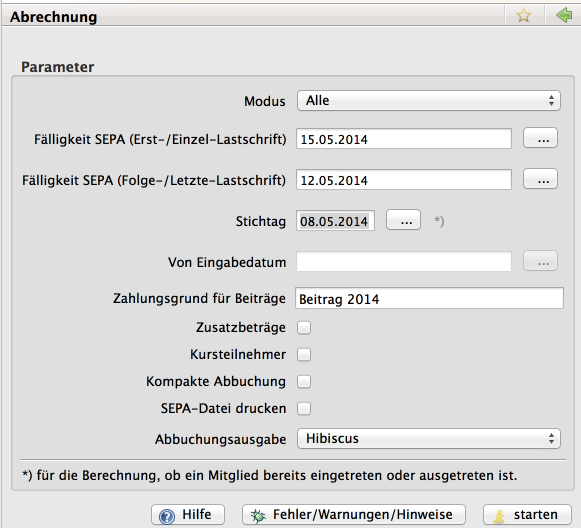 Abrechnung
Parameter
Modus Alle
Fälligkeit SEPA (Erst-/Einzel-Lastschrift) 15.05.2014 ...
Fälligkeit SEPA (Folge-/Letzte-Lastschrift) 12.05.2014 ...
Stichtag 08.05.2014 ... *)
Von Eingabedatum ...
Zahlungsgrund für Beiträge Beitrag 2014
Zusatzbeträge
Kursteilnehmer
Kompakte Abbuchung
SEPA-Datei drucken
Abbuchungsausgabe Hibiscus
*) für die Berechnung, ob ein Mitglied bereits eingetreten oder ausgetreten ist.
Hilfe Fehler/Warnungen/Hinweise starten